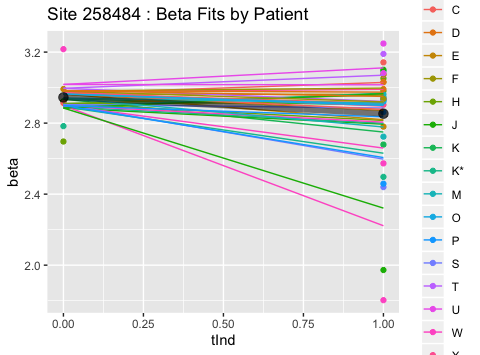 Site 258484 : Beta Fits by Patient
beta
3.2
2.8
2.4
2.0
0.00 0.25 0.50 0.75 1.00
tInd
C
D
E
F
H
J
K
K*
M
O
P
S
T
U
W